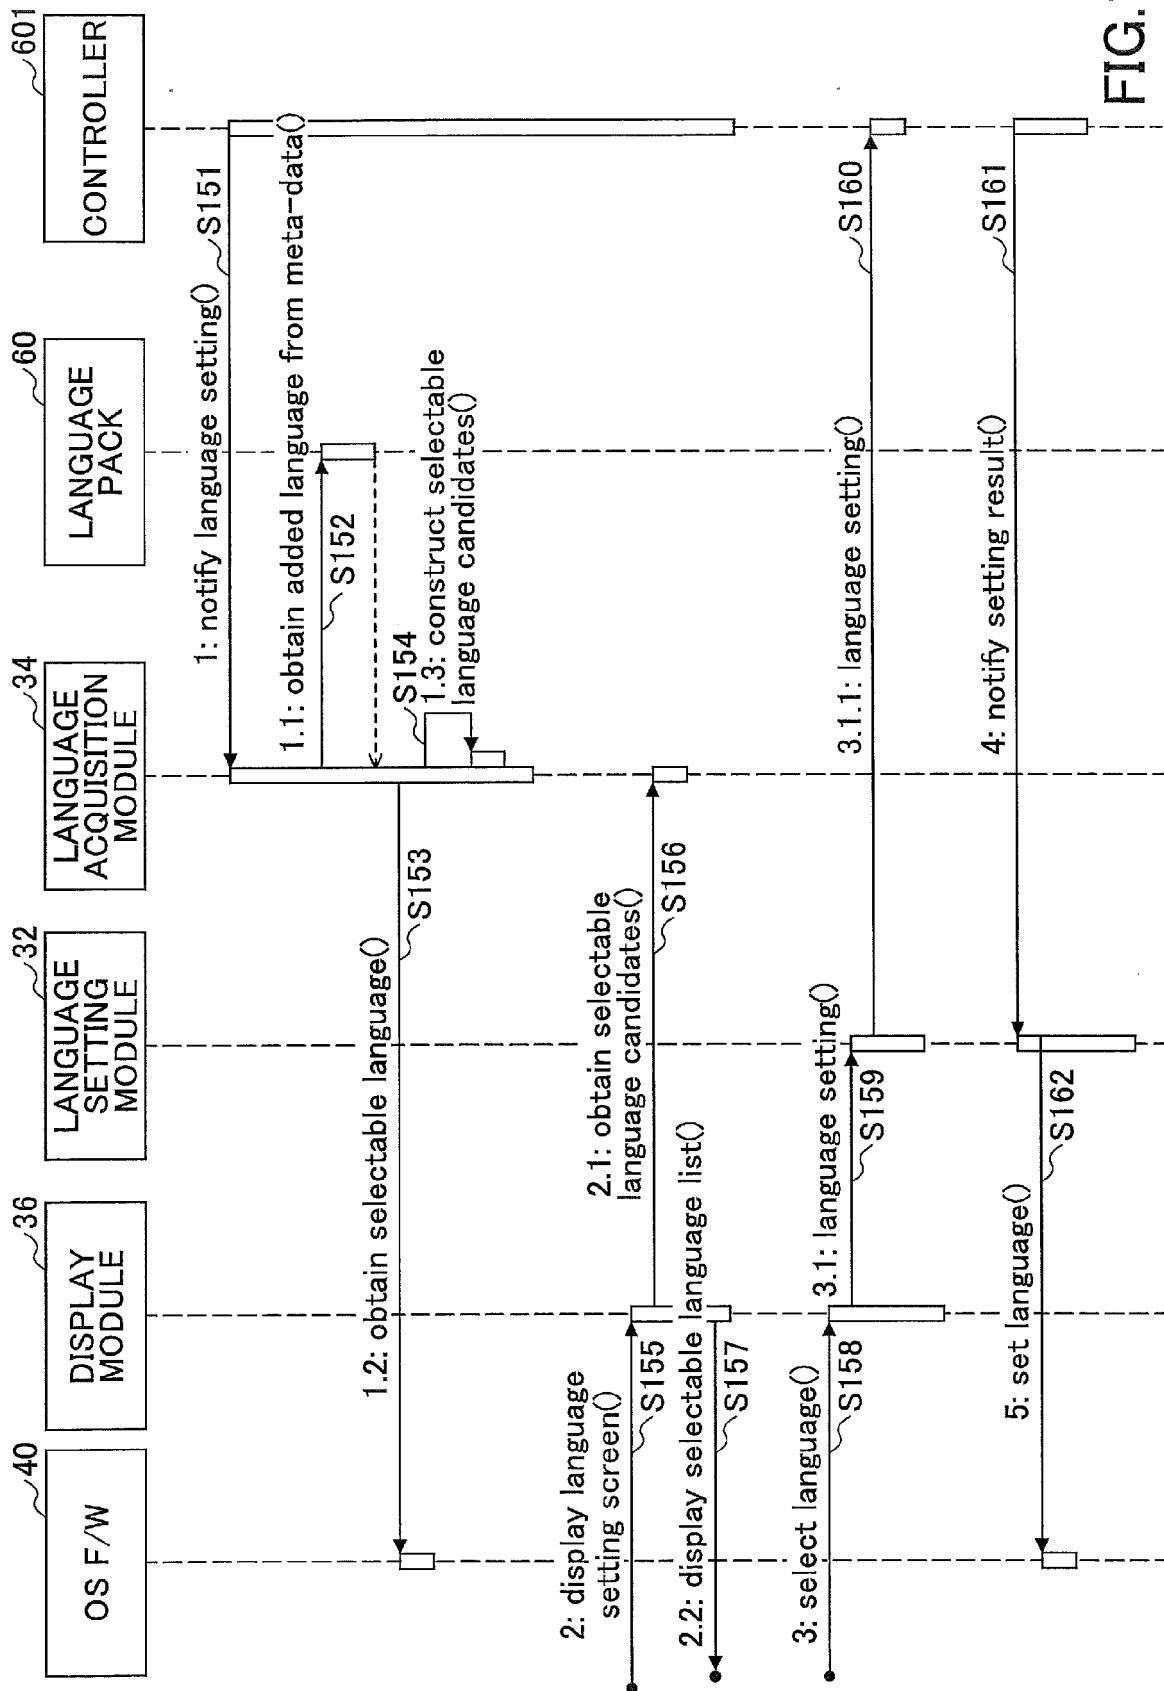 OS F/W
40
DISPLAY
MODULE
36
LANGUAGE
SETTING
MODULE
32
LANGUAGE
ACQUISITION
MODULE
34
LANGUAGE
PACK
60
CONTROLLER
601
1: notify language setting()
S151
1.1: obtain added language from meta-data()
S152
1.2: obtain selectable language()
S153
S154
1.3: construct selectable
language candidates()
2: display language
setting screen()
S155
2.1: obtain selectable
language candidates()
S156
2.2: display selectable language list()
S157
3: select language()
S158
3.1: language setting()
S159
3.1.1: language setting()
S160
4: notify setting result()
S161
5: set language()
S162
FIG.